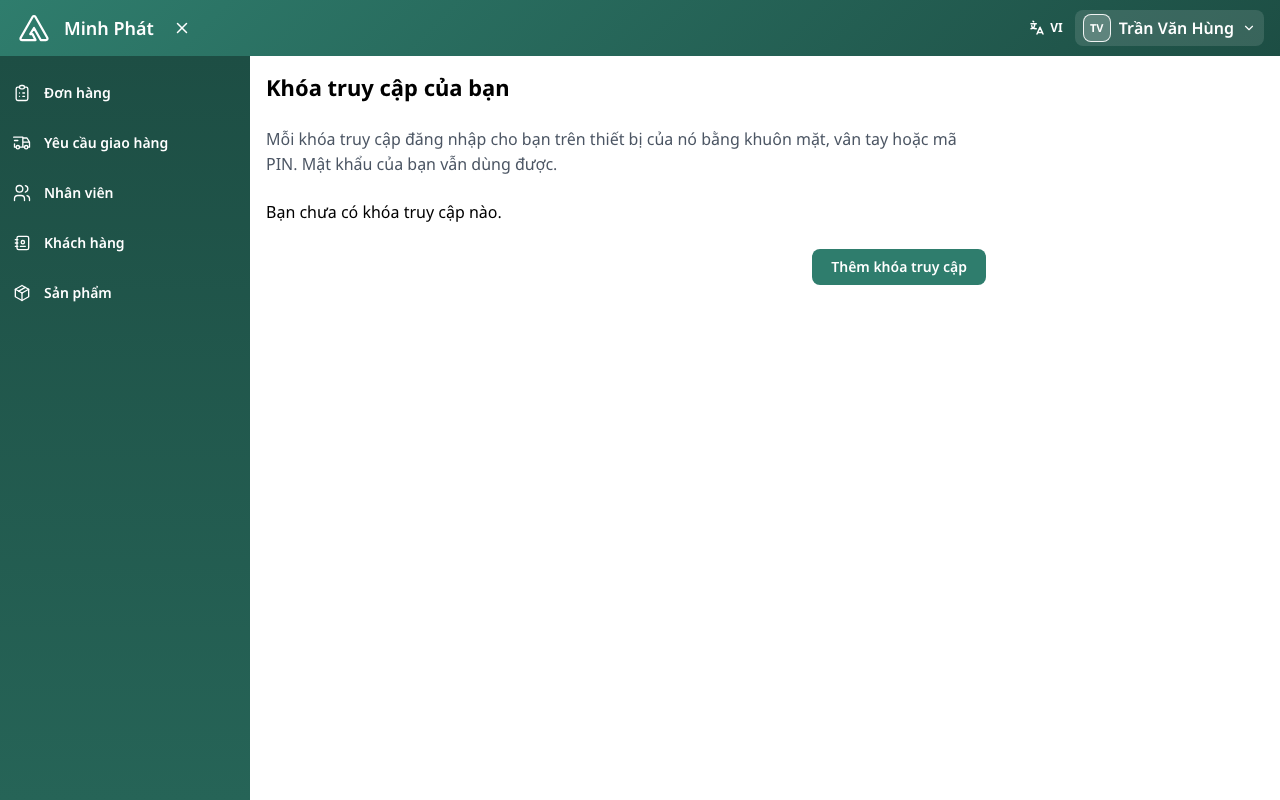 Minh Phát
VI
TV
Trần Văn Hùng
Đơn hàng
Yêu cầu giao hàng
Nhân viên
Khách hàng
Sản phẩm
Khóa truy cập của bạn
Mỗi khóa truy cập đăng nhập cho bạn trên thiết bị của nó bằng khuôn mặt, vân tay hoặc mã
PIN. Mật khẩu của bạn vẫn dùng được.
Bạn chưa có khóa truy cập nào.
Thêm khóa truy cập